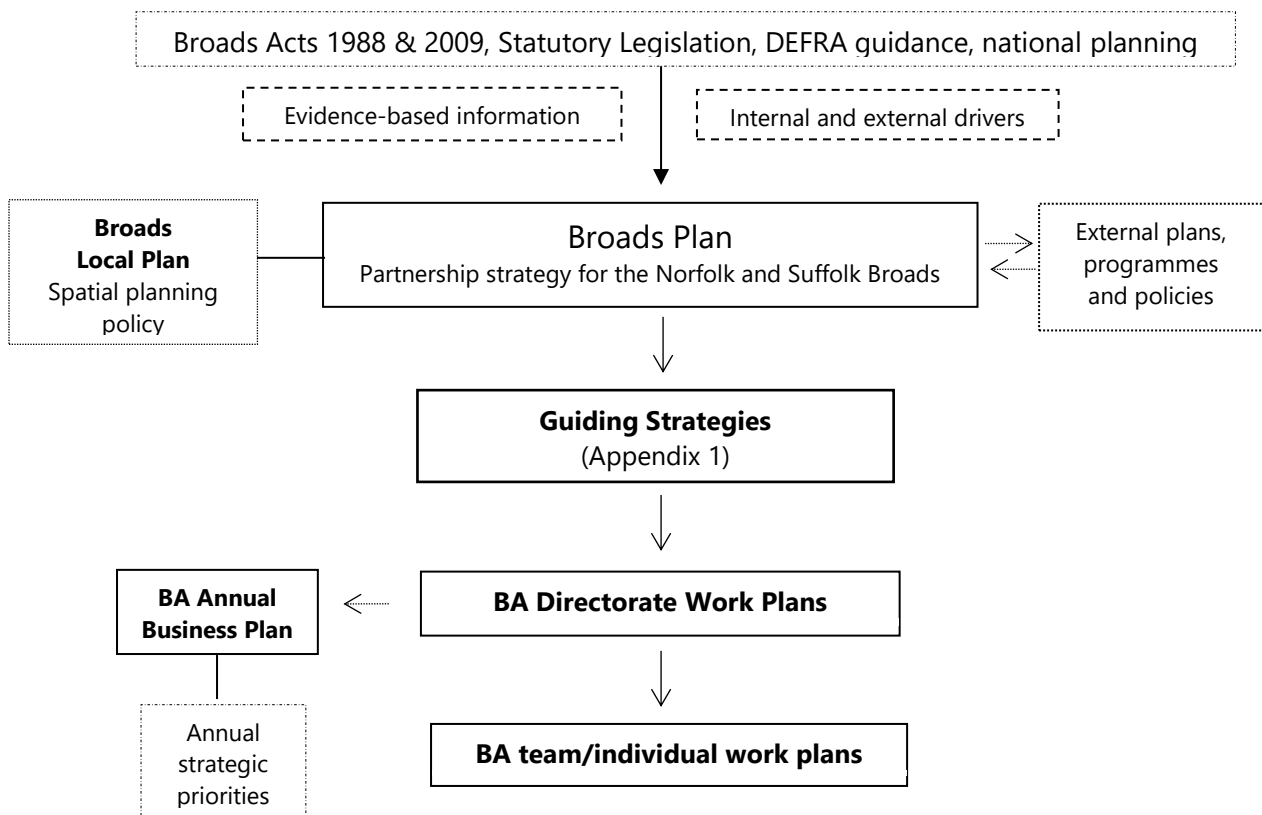 Broads Acts 1988 & 2009, Statutory Legislation, DEFRA guidance, national planning
Evidence-based information
Internal and external drivers
Broads
Local Plan
Spatial planning
policy
Broads Plan
Partnership strategy for the Norfolk and Suffolk Broads
External plans,
programmes
and policies
Guiding Strategies
(Appendix 1)
BA Annual
Business Plan
BA Directorate Work Plans
Annual
strategic
priorities
BA team/individual work plans